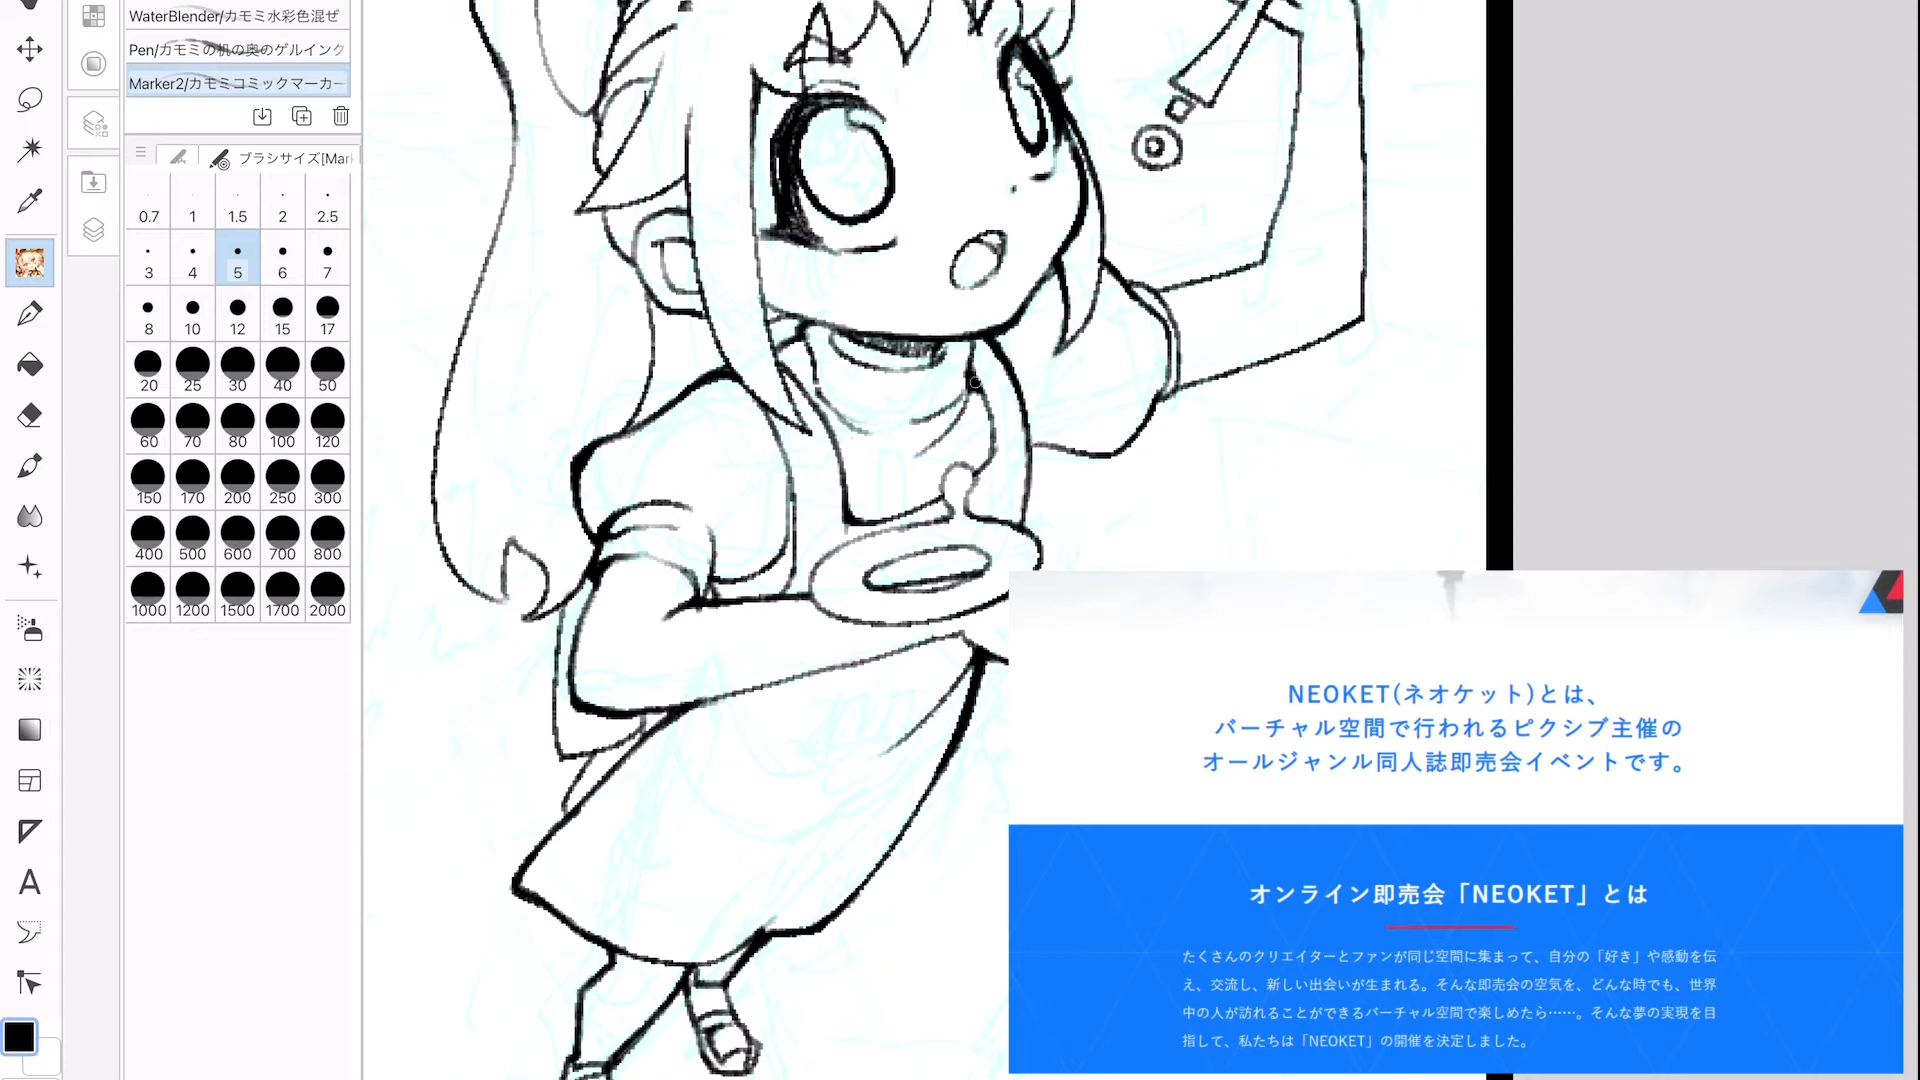 WaterBlender/カモミ水彩色混ぜ
Pen/カモミの机の奥のゲルインク
Marker2/カモミコミックマーカー
ブラシサイズ[Mar
0.7 1 1.5 2 2.5
3 4 5 6 7
8 10 12 15 17
20 25 30 40 50
60 70 80 100 120
150 170 200 250 300
400 500 600 700 800
1000 1200 1500 1700 2000
NEOKET(ネオケット)とは、
バーチャル空間で行われるピクシブ主催の
オールジャンル同人誌即売会イベントです。
オンライン即売会「NEOKET」とは
たくさんのクリエイターとファンが同じ空間に集まって、自分の「好き」や感動を伝
え、交流し、新しい出会いが生まれる。そんな即売会の空気を、どんな時でも、世界
中の人が訪れることができるバーチャル空間で楽しめたら……。そんな夢の実現を目
指して、私たちは「NEOKET」の開催を決定しました。